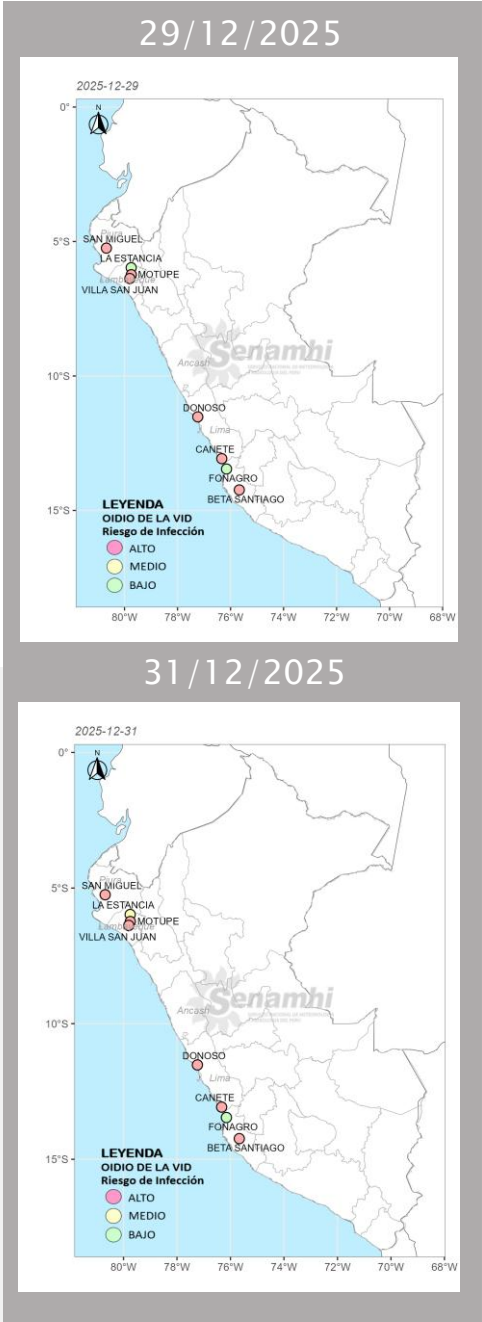 29/12/2025
2025-12-29
0°
N
5°S
Piura
SAN MIGUEL
LA ESTANCIA
MOTUPE
Lambayeque
VILLA SAN JUAN
Senamhi
Ancash
10°S
DONOSO
Lima
CANETE
FONAGRO
BETA SANTIAGO
15°S
LEYENDA
OIDIO DE LA VID
Riesgo de Infección
ALTO
MEDIO
BAJO
80°W 78°W 76°W 74°W 72°W 70°W 68°W
31/12/2025
2025-12-31
0°
N
5°S
Piura
SAN MIGUEL
LA ESTANCIA
MOTUPE
Lambayeque
VILLA SAN JUAN
Senamhi
Ancash
10°S
DONOSO
Lima
CANETE
FONAGRO
BETA SANTIAGO
15°S
LEYENDA
OIDIO DE LA VID
Riesgo de Infección
ALTO
MEDIO
BAJO
80°W 78°W 76°W 74°W 72°W 70°W 68°W